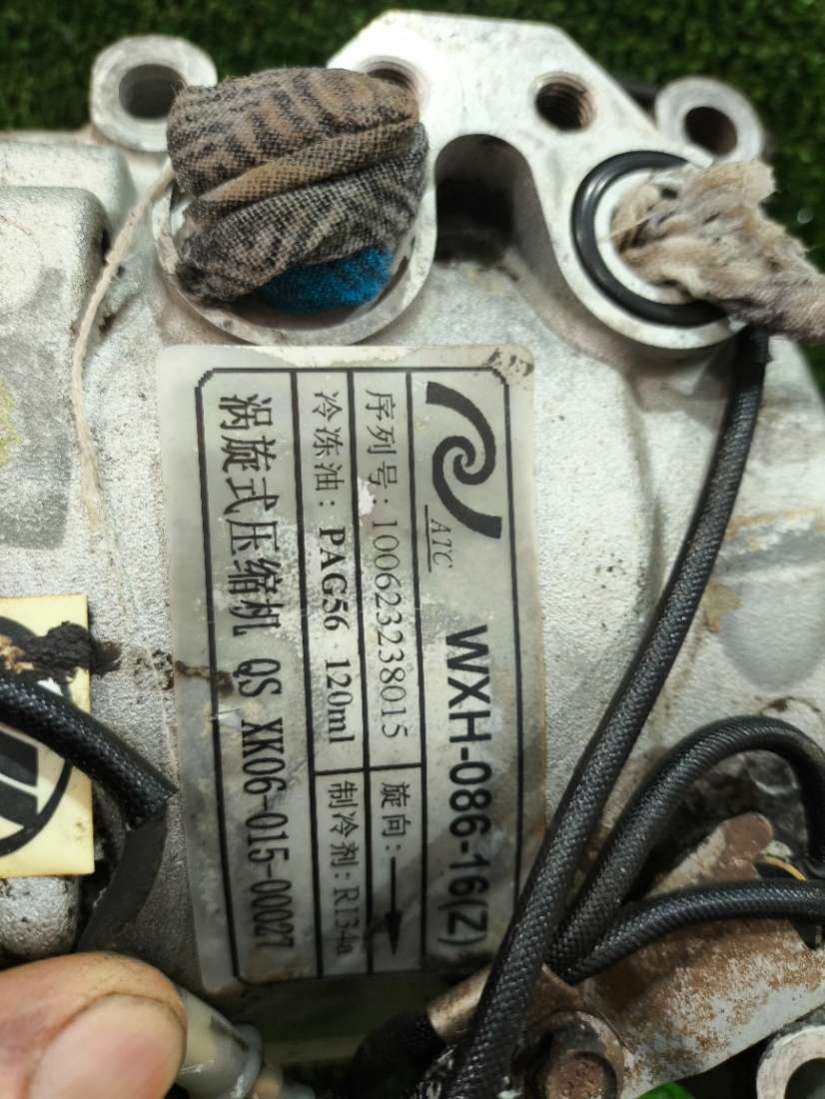 ATC
WXH-086-16(Z)
序列号：100623238015
旋向：
冷冻油：PAG56 120ml
制冷剂：R134a
涡旋式压缩机 QS XK06-015-00027